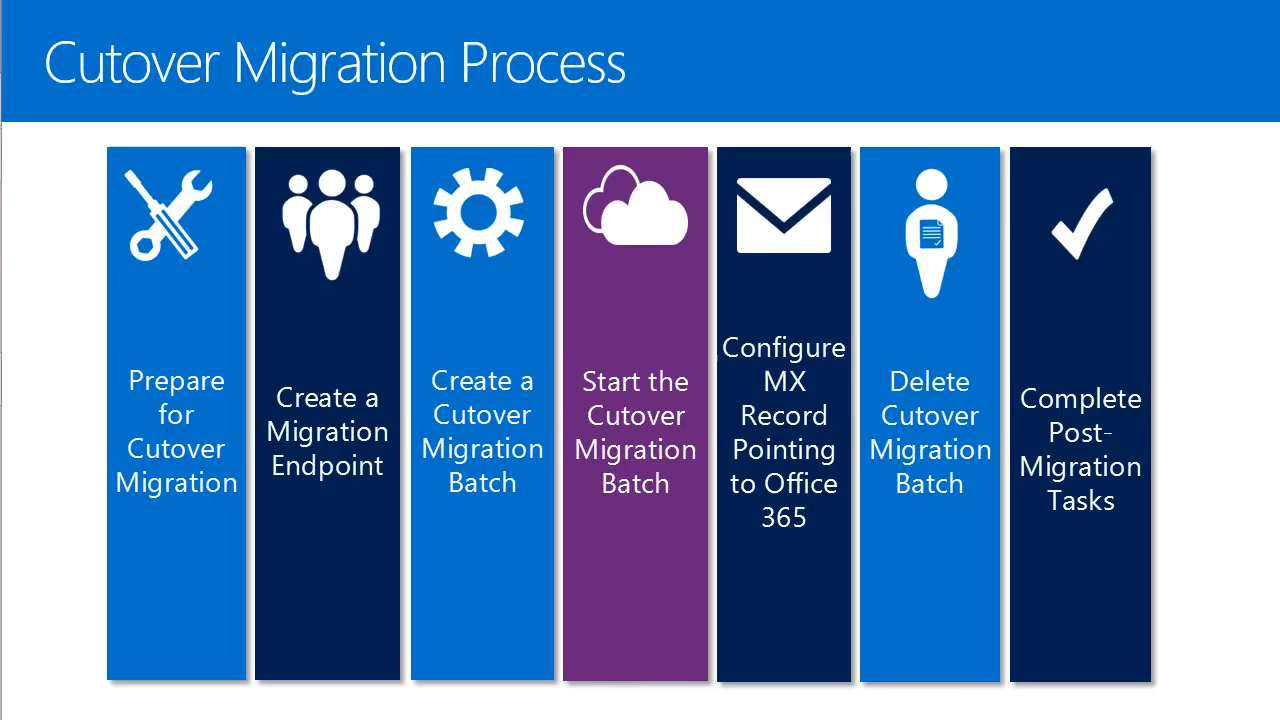 Cutover Migration Process
Prepare
for
Cutover
Migration
Create a
Migration
Endpoint
Create a
Cutover
Migration
Batch
Start the
Cutover
Migration
Batch
Configure
MX
Record
Pointing
to Office
365
Delete
Cutover
Migration
Batch
Complete
Post-
Migration
Tasks